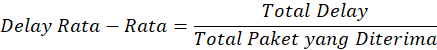 Delay Rata − Rata = Total Delay / Total Paket yang Diterima